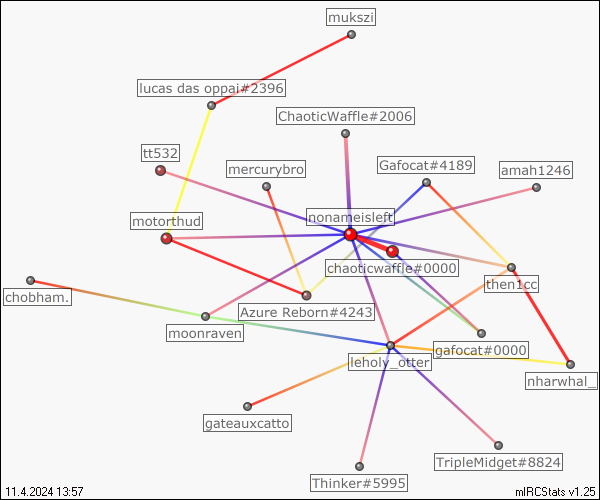 mukszi
lucas das oppai#2396
ChaoticWaffle#2006
tt532
mercurybro
Gafocat#4189
amah1246
motorthud
nonameisleft
chaoticwaffle#0000
then1cc
chobham.
Azure Reborn#4243
moonraven
gafocat#0000
leholy_otter
nharwhal_
gateauxcatto
TripleMidget#8824
Thinker#5995
11.4.2024 13:57
mIRCStats v1.25